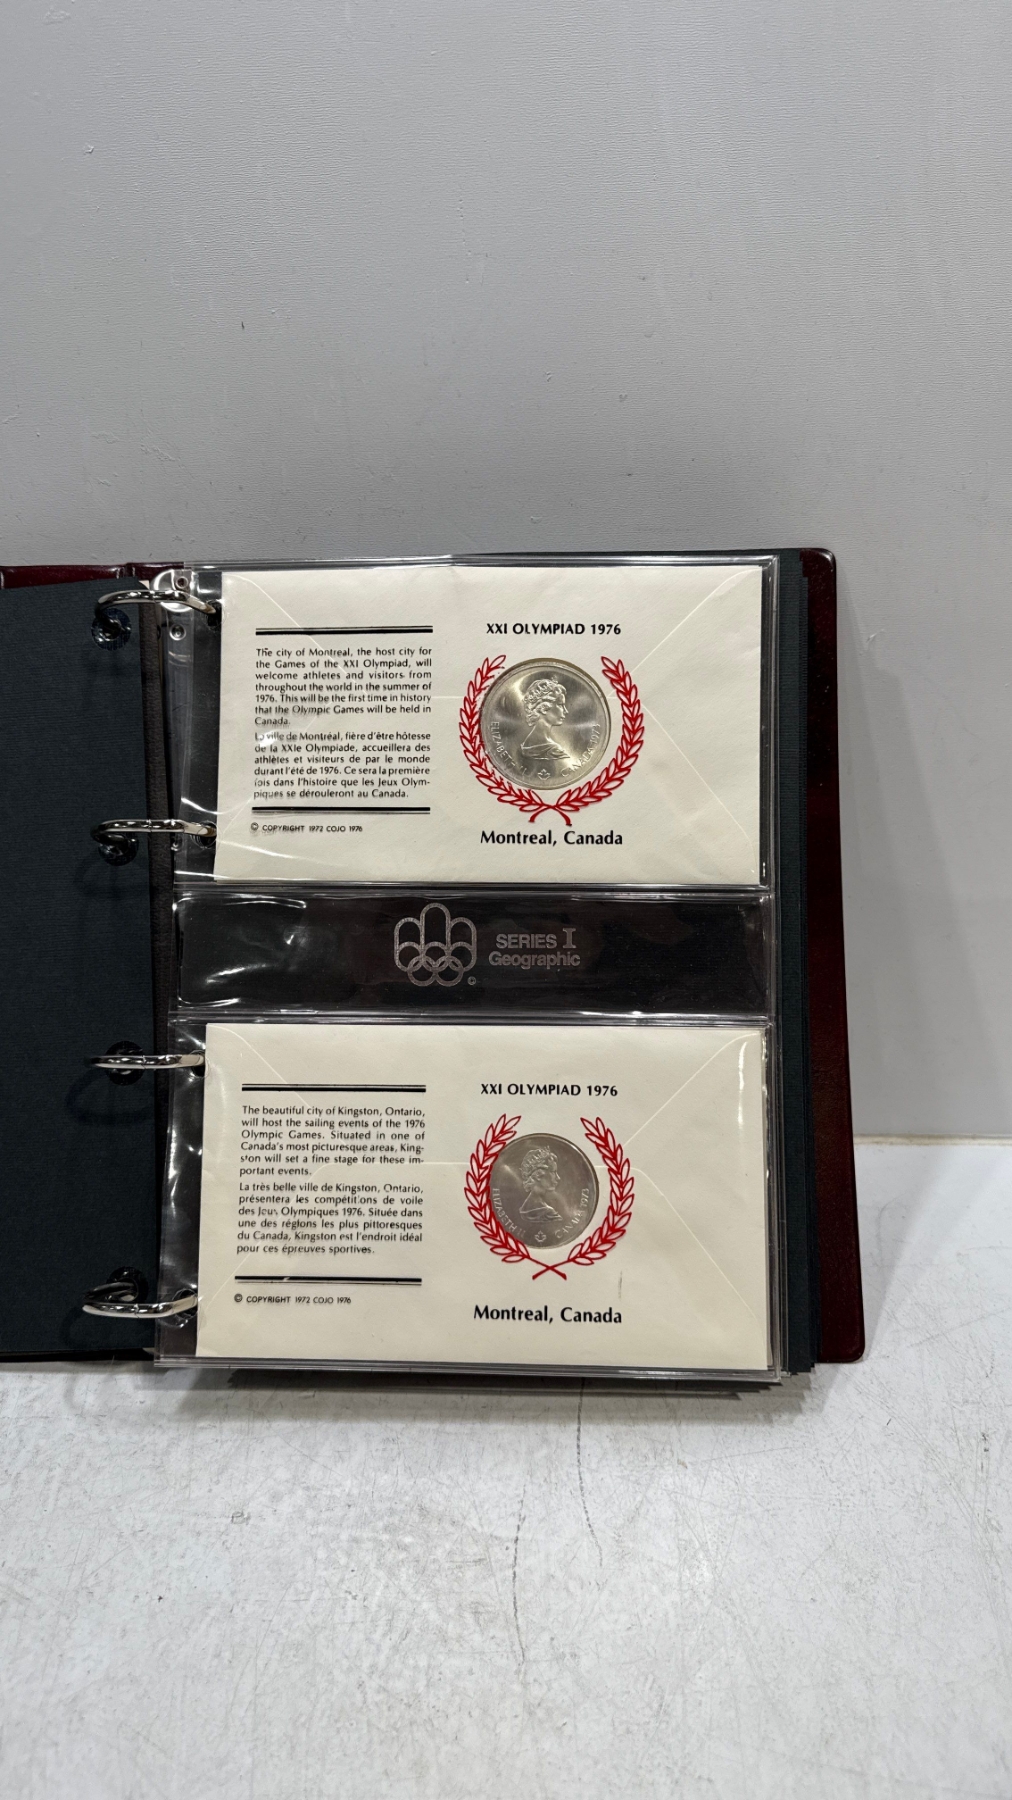 XXI OLYMPIAD 1976
The city of Montreal, the host city for
the Games of the XXI Olympiad, will
welcome athletes and visitors from
throughout the world in the summer of
1976. This will be the first time in history
that the Olympic Games will be held in
Canada.
La ville de Montréal, fière d'être hôtesse
de la XXIe Olympiade, accueillera des
athlètes et visiteurs de par le monde
durant l'été de 1976. Ce sera la première
fois dans l'histoire que les Jeux Olym-
piques se dérouleront au Canada.
© COPYRIGHT 1972 COJO 1976
ELIZABETH II CANADA 1973
Montreal, Canada
SERIES I
Geographic
XXI OLYMPIAD 1976
The beautiful city of Kingston, Ontario,
will host the sailing events of the 1976
Olympic Games. Situated in one of
Canada's most picturesque areas, King-
ston will set a fine stage for these im-
portant events.
La très belle ville de Kingston, Ontario,
présentera les compétitions de voile
des Jeux Olympiques 1976. Située dans
une des régions les plus pittoresques
du Canada, Kingston est l'endroit idéal
pour ces épreuves sportives.
© COPYRIGHT 1972 COJO 1976
ELIZABETH II CANADA 1973
Montreal, Canada